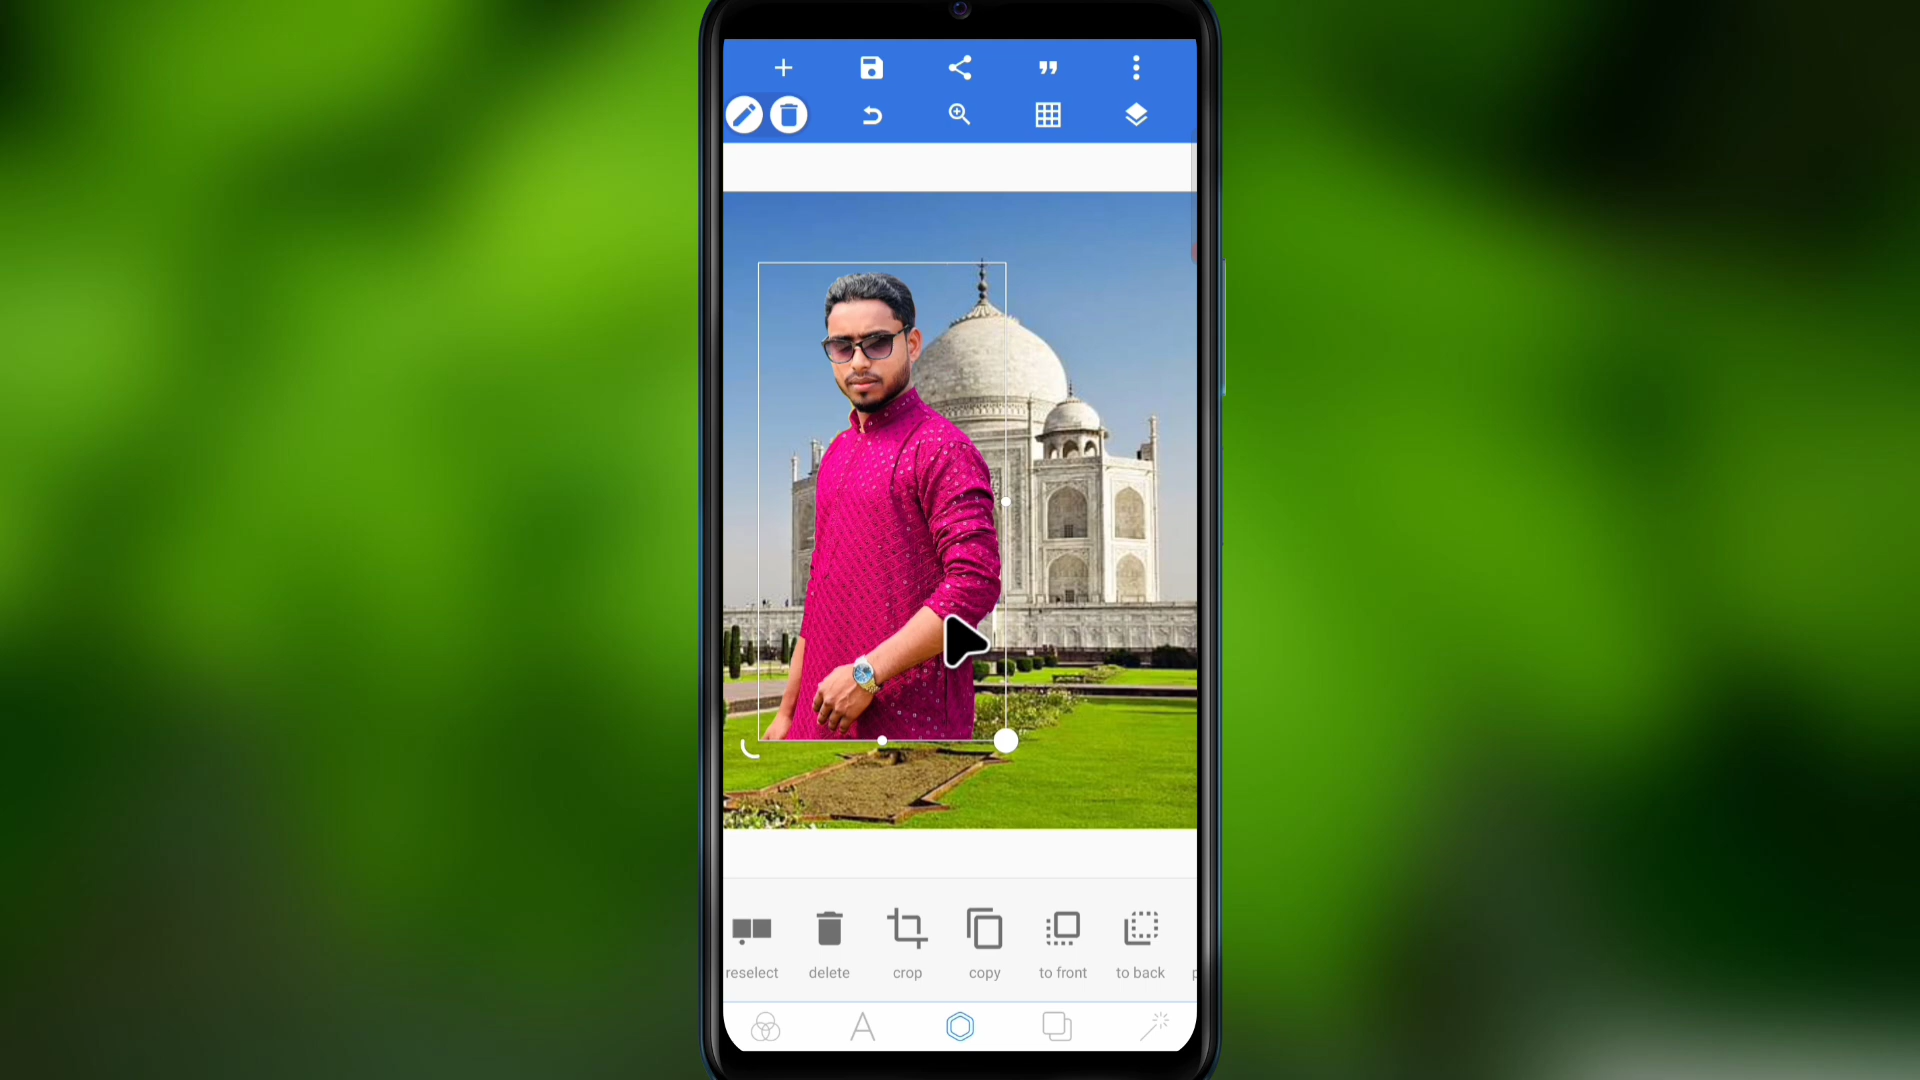 reselect
delete
crop
copy
to front
to back